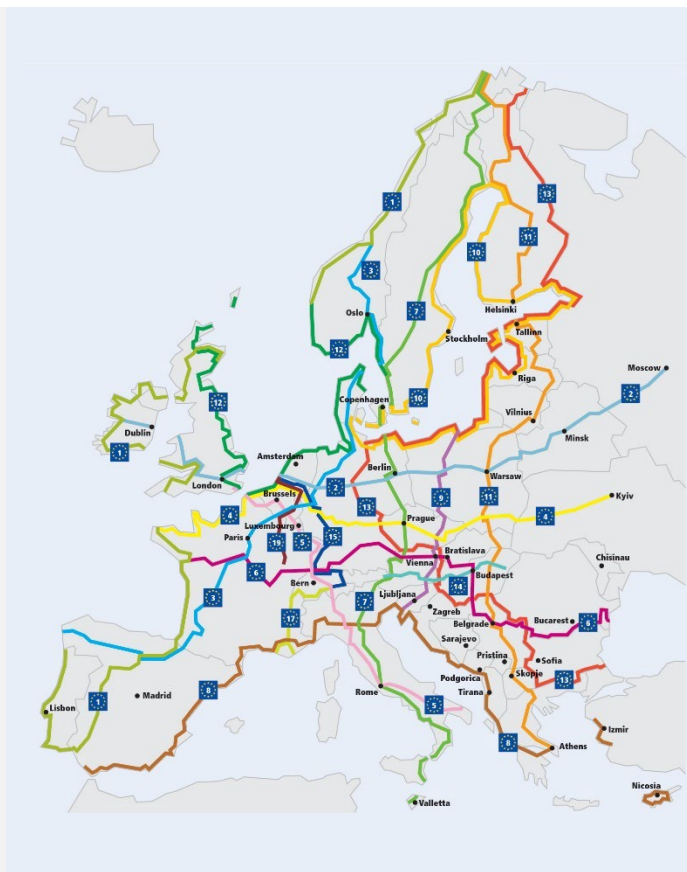 1
13
11
10
3
Oslo
7
Helsinki
12
Stockholm
Tallinn
Moscow
Riga
2
12
Copenhagen
10
Vilnius
Dublin
1
Minsk
Amsterdam
Berlin
London
2
Warsaw
Brussels
9
11
13
Kyiv
4
4
Luxembourg
Prague
Paris
19
5
15
Chisinau
6
Vienna
Bratislava
Bern
14
Budapest
3
7
Ljubljana
17
Zagreb
Bucarest
6
Belgrade
Sarajevo
Pristina
Sofia
Madrid
8
Podgorica
Skopje
13
1
Rome
Tirana
Lisbon
5
Izmir
8
Athens
Nicosia
Valletta